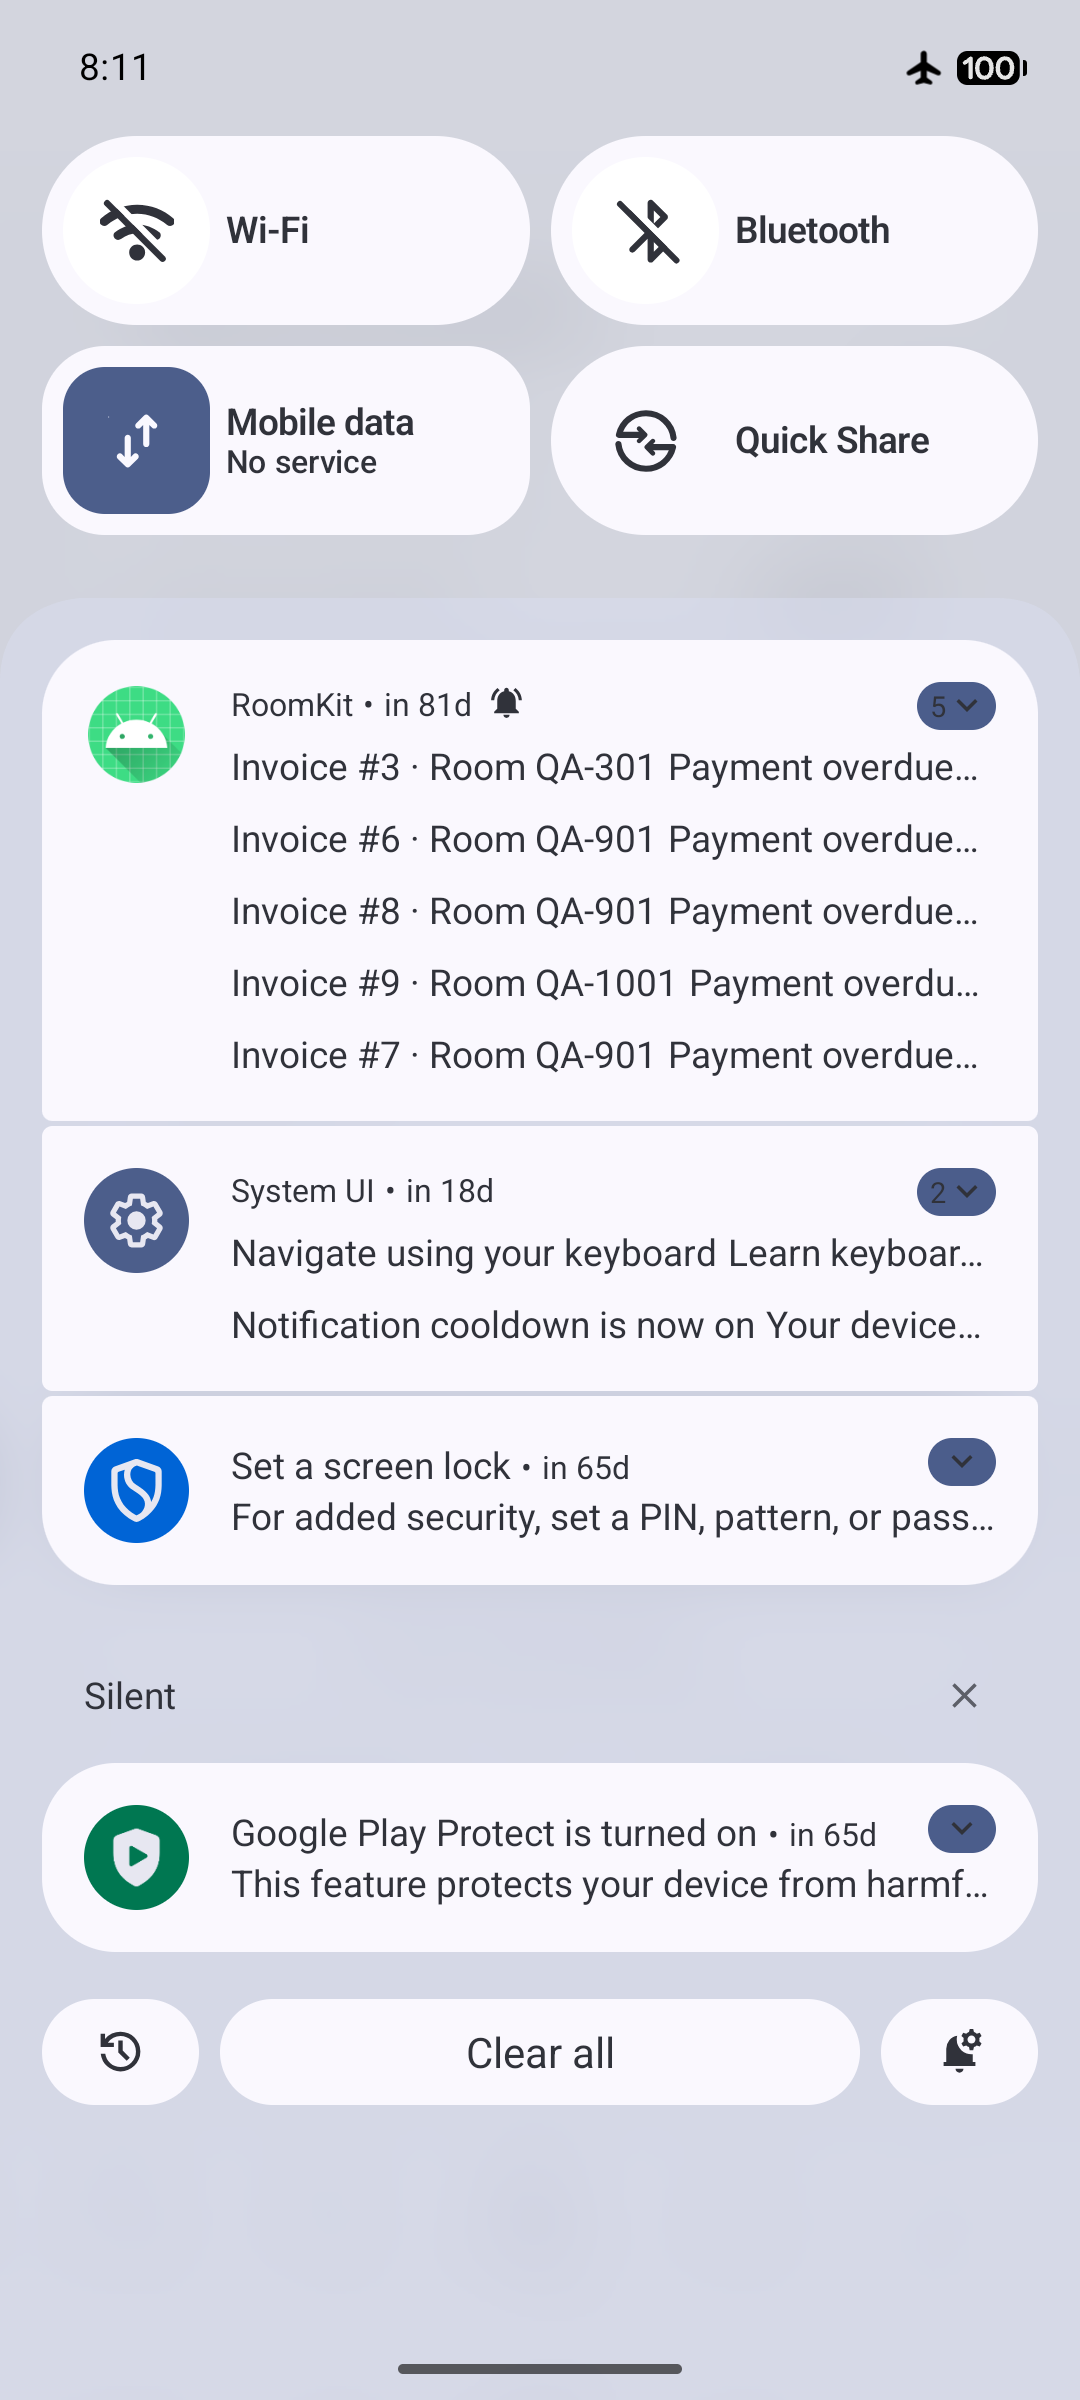 8:11
100
Wi-Fi
Bluetooth
Mobile data
No service
Quick Share
RoomKit • in 81d
5
Invoice #3 · Room QA-301 Payment overdue…
Invoice #6 · Room QA-901 Payment overdue…
Invoice #8 · Room QA-901 Payment overdue…
Invoice #9 · Room QA-1001 Payment overdu…
Invoice #7 · Room QA-901 Payment overdue…
System UI • in 18d
2
Navigate using your keyboard Learn keyboar…
Notification cooldown is now on Your device…
Set a screen lock • in 65d
For added security, set a PIN, pattern, or pass…
Silent
Google Play Protect is turned on • in 65d
This feature protects your device from harmf…
Clear all